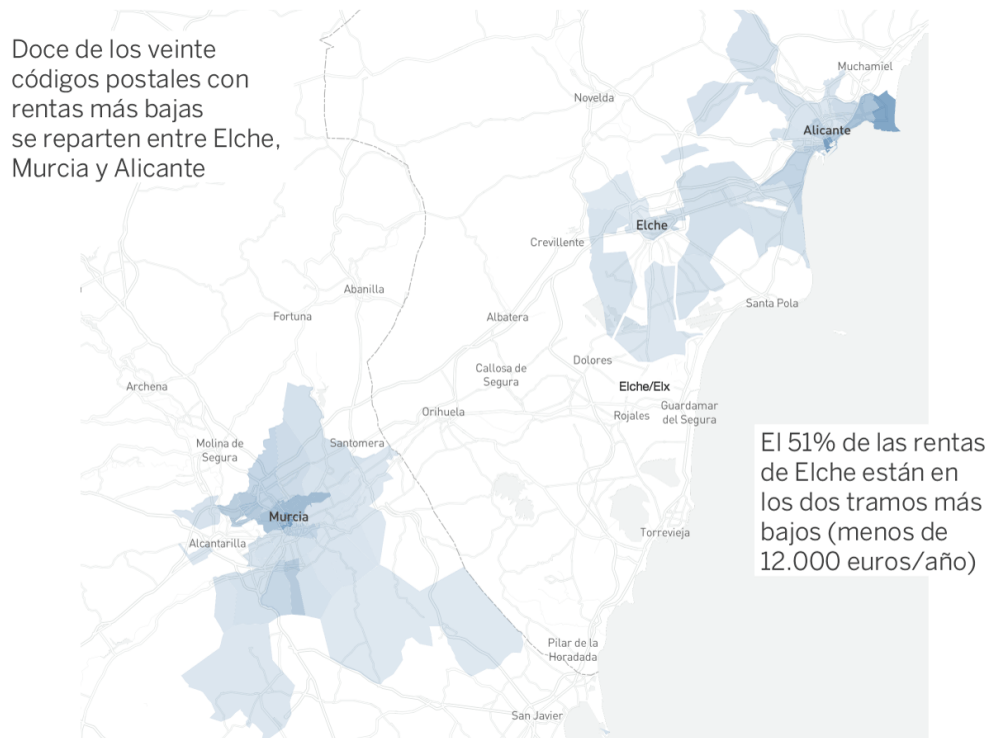 Doce de los veinte
códigos postales con
rentas más bajas
se reparten entre Elche,
Murcia y Alicante
Muchamiel
Novelda
Alicante
Elche
Crevillente
Abanilla
Santa Pola
Fortuna
Albatera
Dolores
Callosa de
Segura
Archena
Elche/Elx
Guardamar
del Segura
Orihuela
Rojales
Molina de
Segura
Santomera
El 51% de las rentas
de Elche están en
los dos tramos más
bajos (menos de
12.000 euros/año)
Murcia
Torrevieja
Alcantarilla
Pilar de la
Horadada
San Javier